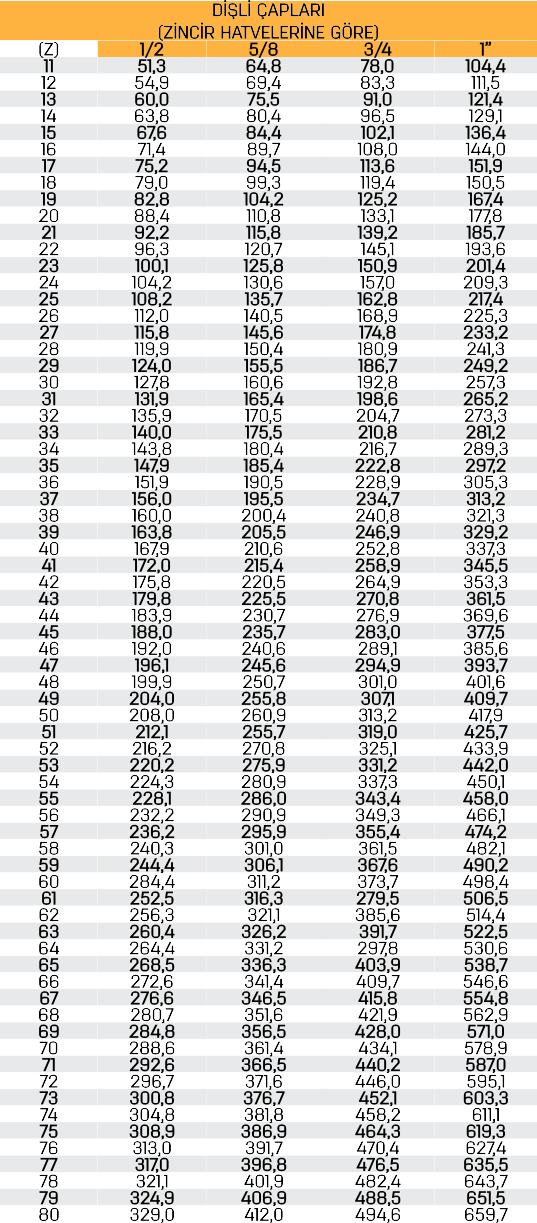 DİŞLİ ÇAPLARI
(ZİNCİR HATVELERİNE GÖRE)
(Z) 1/2 5/8 3/4 1”
11 51,3 64,8 78,0 104,4
12 54,9 69,4 83,3 111,5
13 60,0 75,5 91,0 121,4
14 63,8 80,4 96,5 129,1
15 67,6 84,4 102,1 136,4
16 71,4 89,7 108,0 144,0
17 75,2 94,5 113,6 151,9
18 79,0 99,3 119,4 150,5
19 82,8 104,2 125,2 167,4
20 88,4 110,8 133,1 177,8
21 92,2 115,8 139,2 185,7
22 96,3 120,7 145,1 193,6
23 100,1 125,8 150,9 201,4
24 104,2 130,6 157,0 209,3
25 108,2 135,7 162,8 217,4
26 112,0 140,5 168,9 225,3
27 115,8 145,6 174,8 233,2
28 119,9 150,4 180,9 241,3
29 124,0 155,5 186,7 249,2
30 127,8 160,6 192,8 257,3
31 131,9 165,4 198,6 265,2
32 135,9 170,5 204,7 273,3
33 140,0 175,5 210,8 281,2
34 143,8 180,4 216,7 289,3
35 147,9 185,4 222,8 297,2
36 151,9 190,5 228,9 305,3
37 156,0 195,5 234,7 313,2
38 160,0 200,4 240,8 321,3
39 163,8 205,5 246,9 329,2
40 167,9 210,6 252,8 337,3
41 172,0 215,4 258,9 345,5
42 175,8 220,5 264,9 353,3
43 179,8 225,5 270,8 361,5
44 183,9 230,7 276,9 369,6
45 188,0 235,7 283,0 377,5
46 192,0 240,6 289,1 385,6
47 196,1 245,6 294,9 393,7
48 199,9 250,7 301,0 401,6
49 204,0 255,8 307,1 409,7
50 208,0 260,9 313,2 417,9
51 212,1 255,7 319,0 425,7
52 216,2 270,8 325,1 433,9
53 220,2 275,9 331,2 442,0
54 224,3 280,9 337,3 450,1
55 228,1 286,0 343,4 458,0
56 232,2 290,9 349,3 466,1
57 236,2 295,9 355,4 474,2
58 240,3 301,0 361,5 482,1
59 244,4 306,1 367,6 490,2
60 284,4 311,2 373,7 498,4
61 252,5 316,3 279,5 506,5
62 256,3 321,1 385,6 514,4
63 260,4 326,2 391,7 522,5
64 264,4 331,2 297,8 530,6
65 268,5 336,3 403,9 538,7
66 272,6 341,4 409,7 546,6
67 276,6 346,5 415,8 554,8
68 280,7 351,6 421,9 562,9
69 284,8 356,5 428,0 571,0
70 288,6 361,4 434,1 578,9
71 292,6 366,5 440,2 587,0
72 296,7 371,6 446,0 595,1
73 300,8 376,7 452,1 603,3
74 304,8 381,8 458,2 611,1
75 308,9 386,9 464,3 619,3
76 313,0 391,7 470,4 627,4
77 317,0 396,8 476,5 635,5
78 321,1 401,9 482,4 643,7
79 324,9 406,9 488,5 651,5
80 329,0 412,0 494,6 659,7